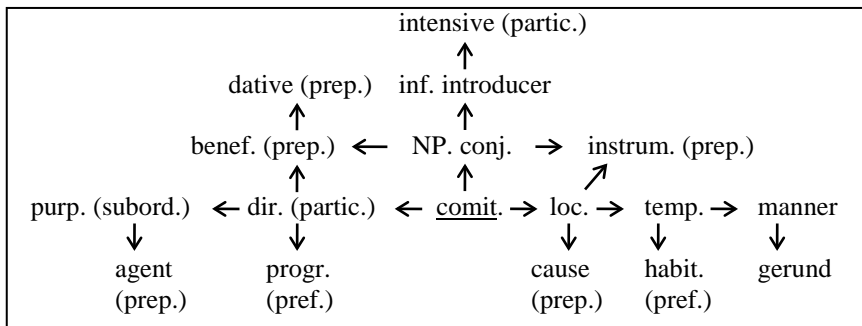 intensive (partic.)
dative (prep.) inf. introducer
benef. (prep.) NP. conj. instrum. (prep.)
purp. (subord.) dir. (partic.) comit. loc. temp. manner
agent progr. cause habit. gerund
(prep.) (pref.) (prep.) (pref.)